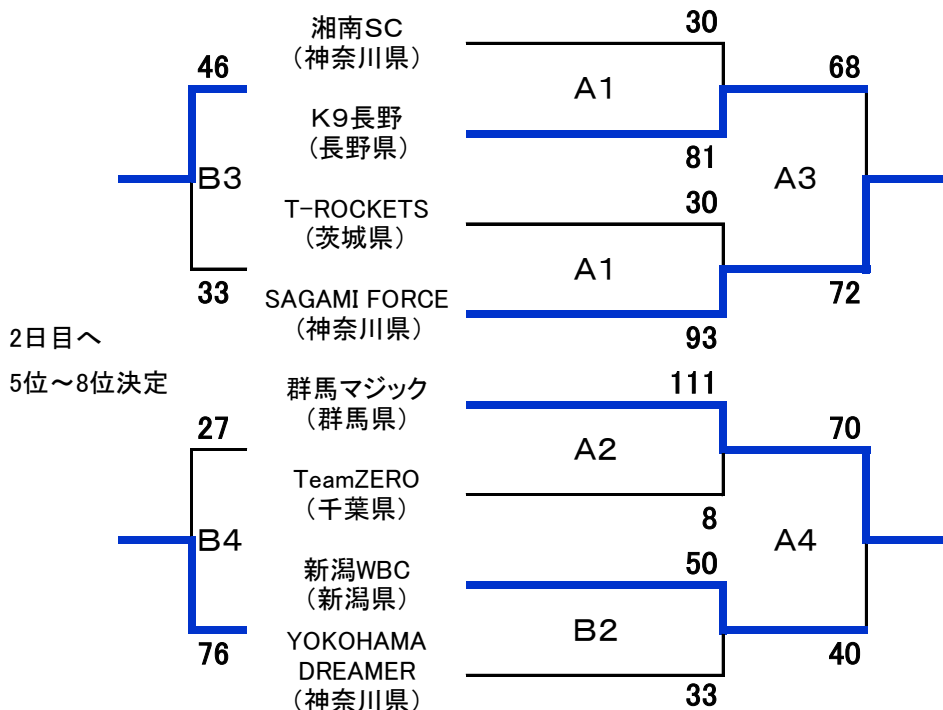 30
湘南SC
（神奈川県）
46
68
A1
K9長野
（長野県）
81
B3
A3
30
T-ROCKETS
（茨城県）
A1
33
SAGAMI FORCE
（神奈川県）
72
93
2日目へ
5位～8位決定
群馬マジック
（群馬県）
111
27
70
A2
TeamZERO
（千葉県）
8
B4
A4
50
新潟WBC
（新潟県）
B2
76
YOKOHAMA
DREAMER
（神奈川県）
40
33